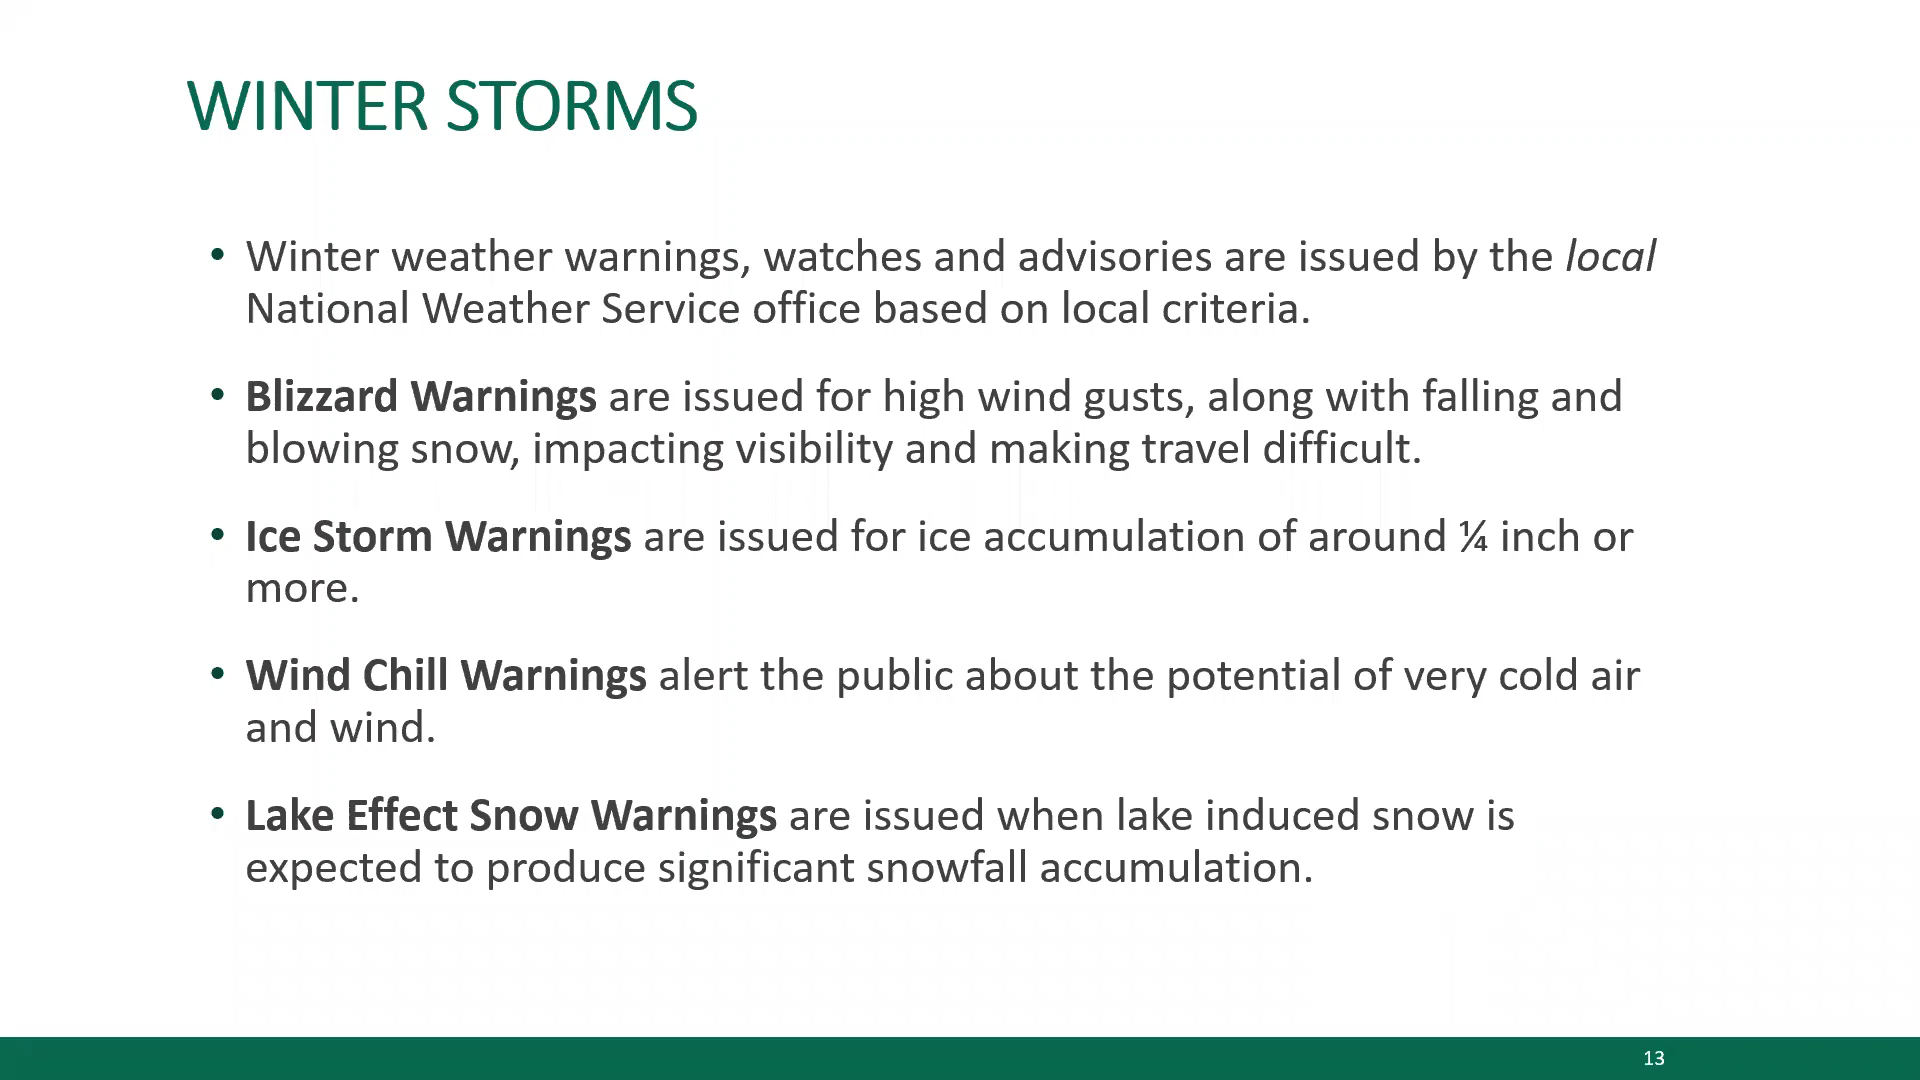 WINTER STORMS
• Winter weather warnings, watches and advisories are issued by the local
National Weather Service office based on local criteria.
• Blizzard Warnings are issued for high wind gusts, along with falling and
blowing snow, impacting visibility and making travel difficult.
• Ice Storm Warnings are issued for ice accumulation of around ¼ inch or
more.
• Wind Chill Warnings alert the public about the potential of very cold air
and wind.
• Lake Effect Snow Warnings are issued when lake induced snow is
expected to produce significant snowfall accumulation.
13